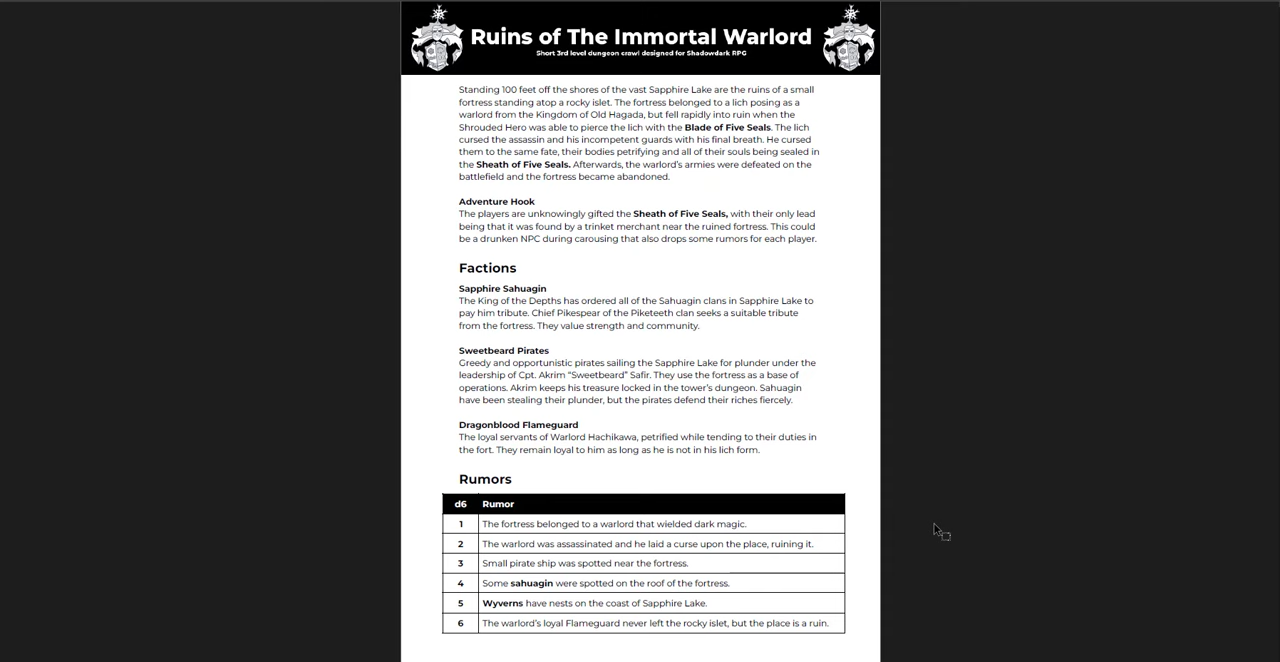 Ruins of The Immortal Warlord
Short 3rd level dungeon crawl designed for Shadowdark RPG
Standing 100 feet off the shores of the vast Sapphire Lake are the ruins of a small
fortress standing atop a rocky islet. The fortress belonged to a lich posing as a
warlord from the Kingdom of Old Hagada, but fell rapidly into ruin when the
Shrouded Hero was able to pierce the lich with the Blade of Five Seals. The lich
cursed the assassin and his incompetent guards with his final breath. He cursed
them to the same fate, their bodies petrifying and all of their souls being sealed in
the Sheath of Five Seals. Afterwards, the warlord's armies were defeated on the
battlefield and the fortress became abandoned.
Adventure Hook
The players are unknowingly gifted the Sheath of Five Seals, with their only lead
being that it was found by a trinket merchant near the ruined fortress. This could
be a drunken NPC during carousing that also drops some rumors for each player.
Factions
Sapphire Sahuagin
The King of the Depths has ordered all of the Sahuagin clans in Sapphire Lake to
pay him tribute. Chief Pikespear of the Piketeeth clan seeks a suitable tribute
from the fortress. They value strength and community.
Sweetbeard Pirates
Greedy and opportunistic pirates sailing the Sapphire Lake for plunder under the
leadership of Cpt. Akrim “Sweetbeard” Safir. They use the fortress as a base of
operations. Akrim keeps his treasure locked in the tower's dungeon. Sahuagin
have been stealing their plunder, but the pirates defend their riches fiercely.
Dragonblood Flameguard
The loyal servants of Warlord Hachikawa, petrified while tending to their duties in
the fort. They remain loyal to him as long as he is not in his lich form.
Rumors
d6 Rumor
1 The fortress belonged to a warlord that wielded dark magic.
2 The warlord was assassinated and he laid a curse upon the place, ruining it.
3 Small pirate ship was spotted near the fortress.
4 Some sahuagin were spotted on the roof of the fortress.
5 Wyverns have nests on the coast of Sapphire Lake.
6 The warlord's loyal Flameguard never left the rocky islet, but the place is a ruin.